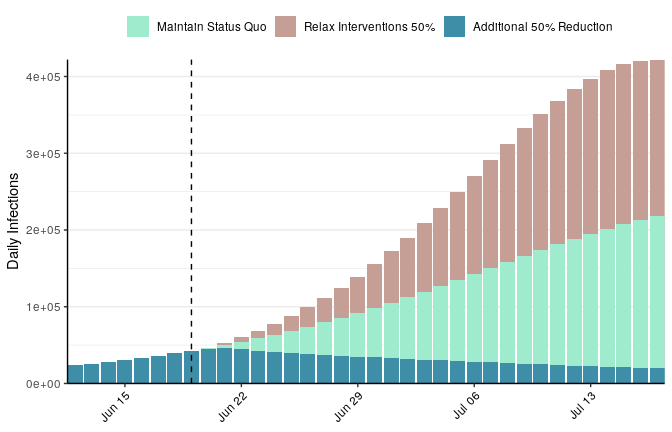 Maintain Status Quo Relax Interventions 50% Additional 50% Reduction
Daily Infections
4e+05
3e+05
2e+05
1e+05
0e+00
Jun 15 Jun 22 Jun 29 Jul 06 Jul 13